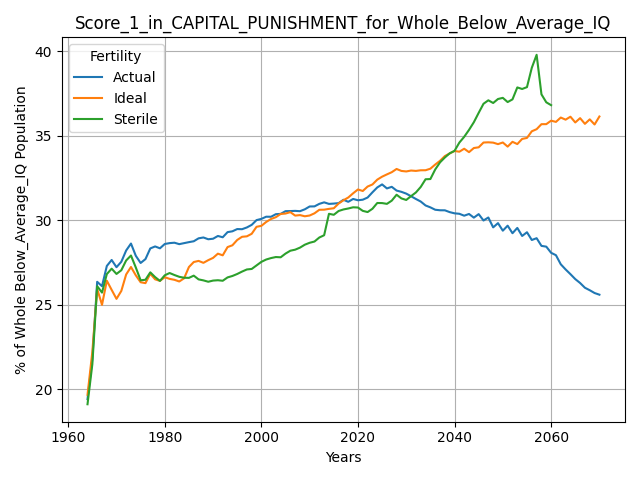 Score_1_in_CAPITAL_PUNISHMENT_for_Whole_Below_Average_IQ
% of Whole Below_Average_IQ Population
40
35
30
25
20
Fertility
Actual
Ideal
Sterile
1960 1980 2000 2020 2040 2060
Years